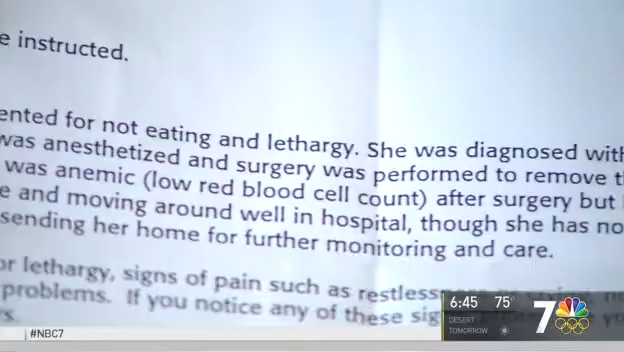 e instructed.
ented for not eating and lethargy. She was diagnosed with
was anesthetized and surgery was performed to remove t
was anemic (low red blood cell count) after surgery but
e and moving around well in hospital, though she has no
sending her home for further monitoring and care.
or lethargy, signs of pain such as
problems. If you notice any of these
6:45 75°
7
DESERT
TOMORROW
#NBC7